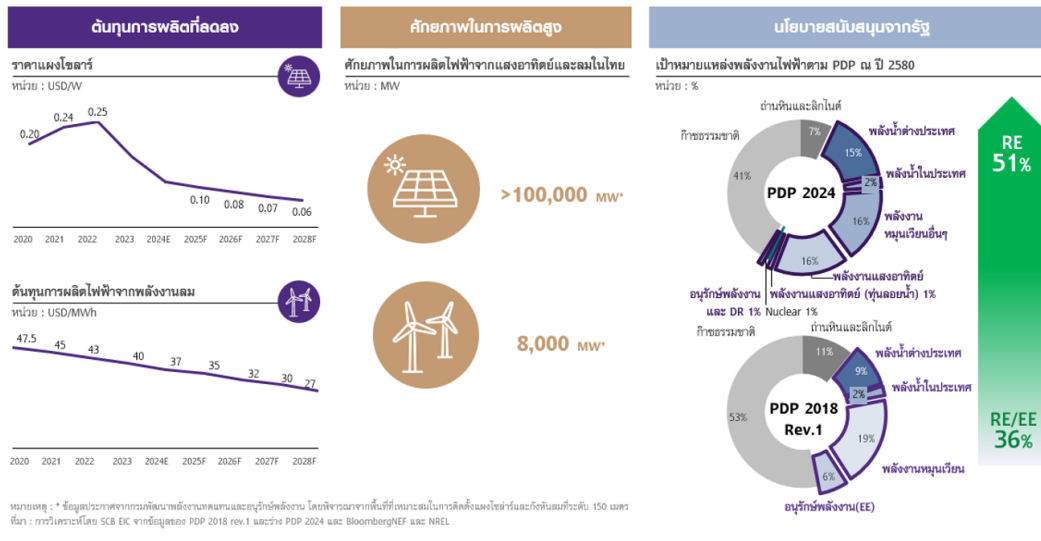 ต้นทุนการผลิตที่ลดลง
ราคาแผงโซลาร์
หน่วย : USD/W
0.20
0.24
0.25
0.10
0.08
0.07
0.06
2020 2021 2022 2023 2024E 2025F 2026F 2027F 2028F
ต้นทุนการผลิตไฟฟ้าจากพลังงานลม
หน่วย : USD/MWh
47.5 45 43 40 37 35 32 30 27
2020 2021 2022 2023 2024E 2025F 2026F 2027F 2028F
ศักยภาพในการผลิตสูง
ศักยภาพในการผลิตไฟฟ้าจากแสงอาทิตย์และลมในไทย
หน่วย : MW
>100,000 MW*
8,000 MW*
นโยบายสนับสนุนจากรัฐ
เป้าหมายแหล่งพลังงานไฟฟ้าตาม PDP ณ ปี 2580
หน่วย : %
ถ่านหินและลิกไนต์
ก๊าซธรรมชาติ
พลังน้ำต่างประเทศ
พลังน้ำในประเทศ
พลังงาน
หมุนเวียนอื่นๆ
7%
15%
2%
16%
16%
41%
PDP 2024
พลังงานแสงอาทิตย์
อนุรักษ์พลังงาน
และ DR 1%
พลังงานแสงอาทิตย์ (ทุ่นลอยน้ำ) 1%
Nuclear 1%
ก๊าซธรรมชาติ
ถ่านหินและลิกไนต์
พลังน้ำต่างประเทศ
พลังน้ำในประเทศ
11%
9%
2%
19%
6%
53%
PDP 2018
Rev.1
พลังงานหมุนเวียน
อนุรักษ์พลังงาน(EE)
RE
51%
RE/EE
36%
หมายเหตุ : * ข้อมูลประกาศจากกรมพัฒนาพลังงานทดแทนและอนุรักษ์พลังงาน โดยพิจารณาจากพื้นที่ที่เหมาะสมในการติดตั้งแผงโซล่าร์และกังหันลมที่ระดับ 150 เมตร
ที่มา : การวิเคราะห์โดย SCB EIC จากข้อมูลของ PDP 2018 rev.1 และร่าง PDP 2024 และ BloombergNEF และ NREL